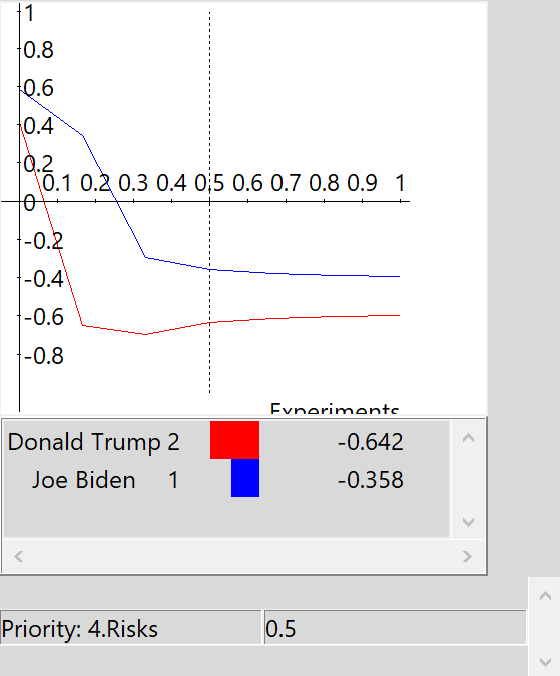 1
0.8
0.6
0.4
0.2
0.1 0.2 0.3 0.4 0.5 0.6 0.7 0.8 0.9 1
0
-0.2
-0.4
-0.6
-0.8
Experiments
Donald Trump 2 -0.642
Joe Biden 1 -0.358
Priority: 4.Risks 0.5